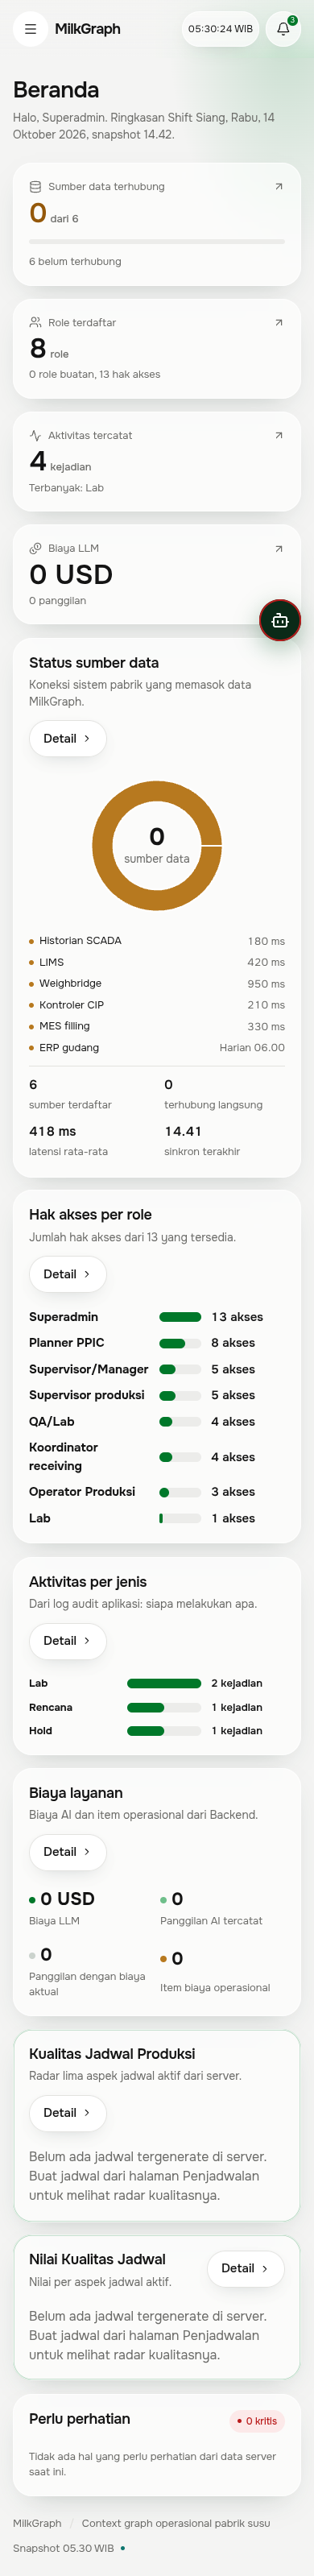 MilkGraph
05:30:24 WIB
3
Beranda
Halo, Superadmin. Ringkasan Shift Siang, Rabu, 14
Oktober 2026, snapshot 14.42.
Sumber data terhubung
0 dari 6
6 belum terhubung
Role terdaftar
8 role
0 role buatan, 13 hak akses
Aktivitas tercatat
4 kejadian
Terbanyak: Lab
Biaya LLM
0 USD
0 panggilan
Status sumber data
Koneksi sistem pabrik yang memasok data
MilkGraph.
Detail
0
sumber data
Historian SCADA 180 ms
LIMS 420 ms
Weighbridge 950 ms
Kontroler CIP 210 ms
MES filling 330 ms
ERP gudang Harian 06.00
6 0
sumber terdaftar terhubung langsung
418 ms 14.41
latensi rata-rata sinkron terakhir
Hak akses per role
Jumlah hak akses dari 13 yang tersedia.
Detail
Superadmin 13 akses
Planner PPIC 8 akses
Supervisor/Manager 5 akses
Supervisor produksi 5 akses
QA/Lab 4 akses
Koordinator
receiving 4 akses
Operator Produksi 3 akses
Lab 1 akses
Aktivitas per jenis
Dari log audit aplikasi: siapa melakukan apa.
Detail
Lab 2 kejadian
Rencana 1 kejadian
Hold 1 kejadian
Biaya layanan
Biaya AI dan item operasional dari Backend.
Detail
0 USD 0
Biaya LLM Panggilan AI tercatat
0 0
Panggilan dengan biaya
aktual Item biaya operasional
Kualitas Jadwal Produksi
Radar lima aspek jadwal aktif dari server.
Detail
Belum ada jadwal tergenerate di server.
Buat jadwal dari halaman Penjadwalan
untuk melihat radar kualitasnya.
Nilai Kualitas Jadwal
Detail
Nilai per aspek jadwal aktif.
Belum ada jadwal tergenerate di server.
Buat jadwal dari halaman Penjadwalan
untuk melihat radar kualitasnya.
Perlu perhatian
0 kritis
Tidak ada hal yang perlu perhatian dari data server
saat ini.
MilkGraph / Context graph operasional pabrik susu
Snapshot 05.30 WIB